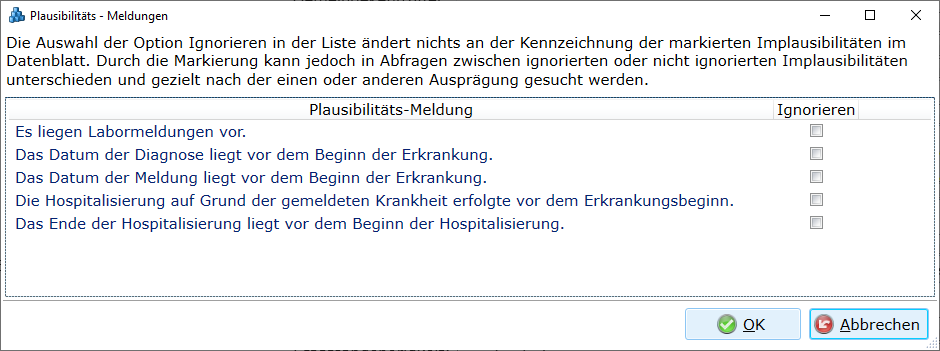 Plausibilitäts - Meldungen
Die Auswahl der Option Ignorieren in der Liste ändert nichts an der Kennzeichnung der markierten Implausibilitäten im
Datenblatt. Durch die Markierung kann jedoch in Abfragen zwischen ignorierten oder nicht ignorierten Implausibilitäten
unterschieden und gezielt nach der einen oder anderen Ausprägung gesucht werden.
Plausibilitäts-Meldung Ignorieren
Es liegen Labormeldungen vor.
Das Datum der Diagnose liegt vor dem Beginn der Erkrankung.
Das Datum der Meldung liegt vor dem Beginn der Erkrankung.
Die Hospitalisierung auf Grund der gemeldeten Krankheit erfolgte vor dem Erkrankungsbeginn.
Das Ende der Hospitalisierung liegt vor dem Beginn der Hospitalisierung.
OK Abbrechen